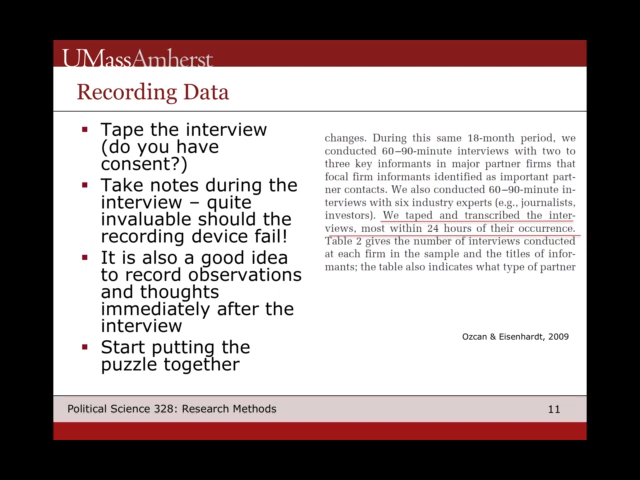 UMassAmherst
Recording Data
▪ Tape the interview
(do you have
consent?)
▪ Take notes during the
interview – quite
invaluable should the
recording device fail!
▪ It is also a good idea
to record observations
and thoughts
immediately after the
interview
▪ Start putting the
puzzle together
changes. During this same 18-month period, we
conducted 60–90-minute interviews with two to
three key informants in major partner firms that
focal firm informants identified as important part-
ner contacts. We also conducted 60–90-minute in-
terviews with six industry experts (e.g., journalists,
investors). We taped and transcribed the inter-
views, most within 24 hours of their occurrence.
Table 2 gives the number of interviews conducted
at each firm in the sample and the titles of infor-
mants; the table also indicates what type of partner
Ozcan & Eisenhardt, 2009
Political Science 328: Research Methods
11